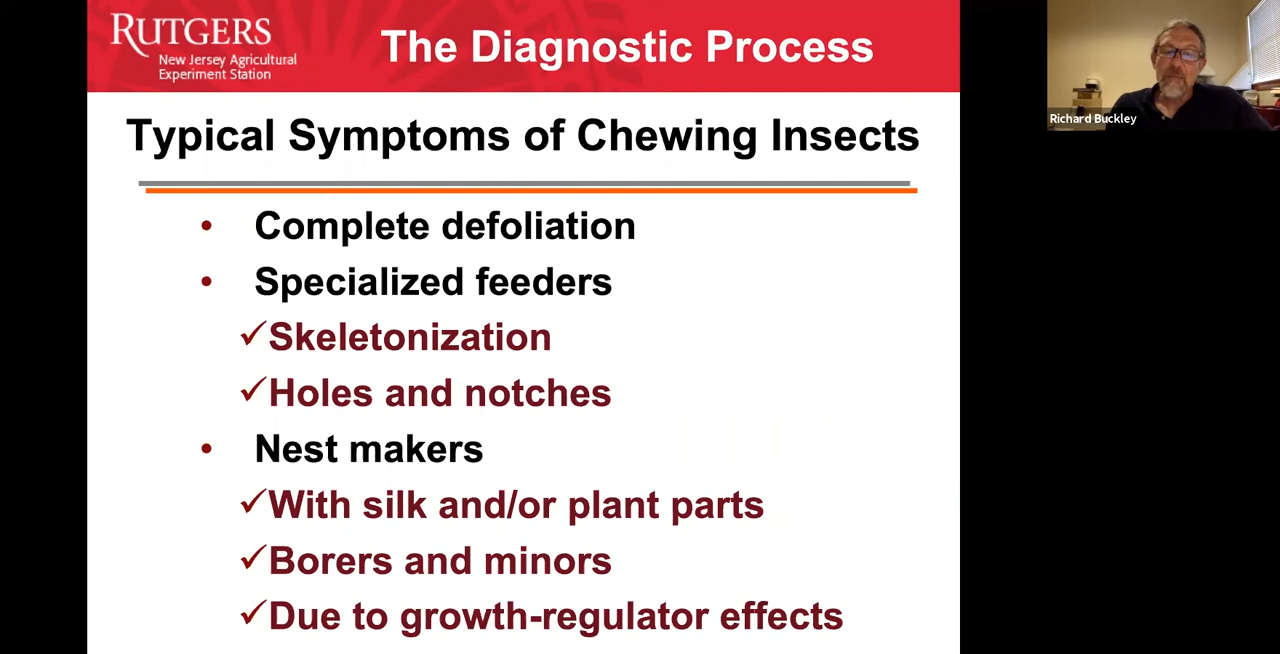 RUTGERS
New Jersey Agricultural
Experiment Station
The Diagnostic Process
Richard Buckley
Typical Symptoms of Chewing Insects
• Complete defoliation
• Specialized feeders
✓Skeletonization
✓Holes and notches
• Nest makers
✓With silk and/or plant parts
✓Borers and minors
✓Due to growth-regulator effects